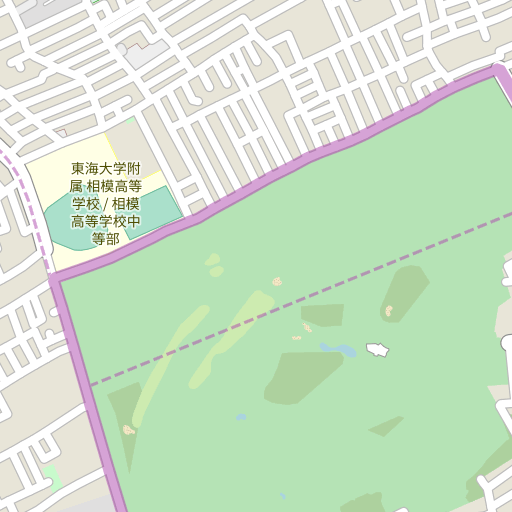 東海大学附
属 相模高等
学校 / 相模
高等学校中
等部